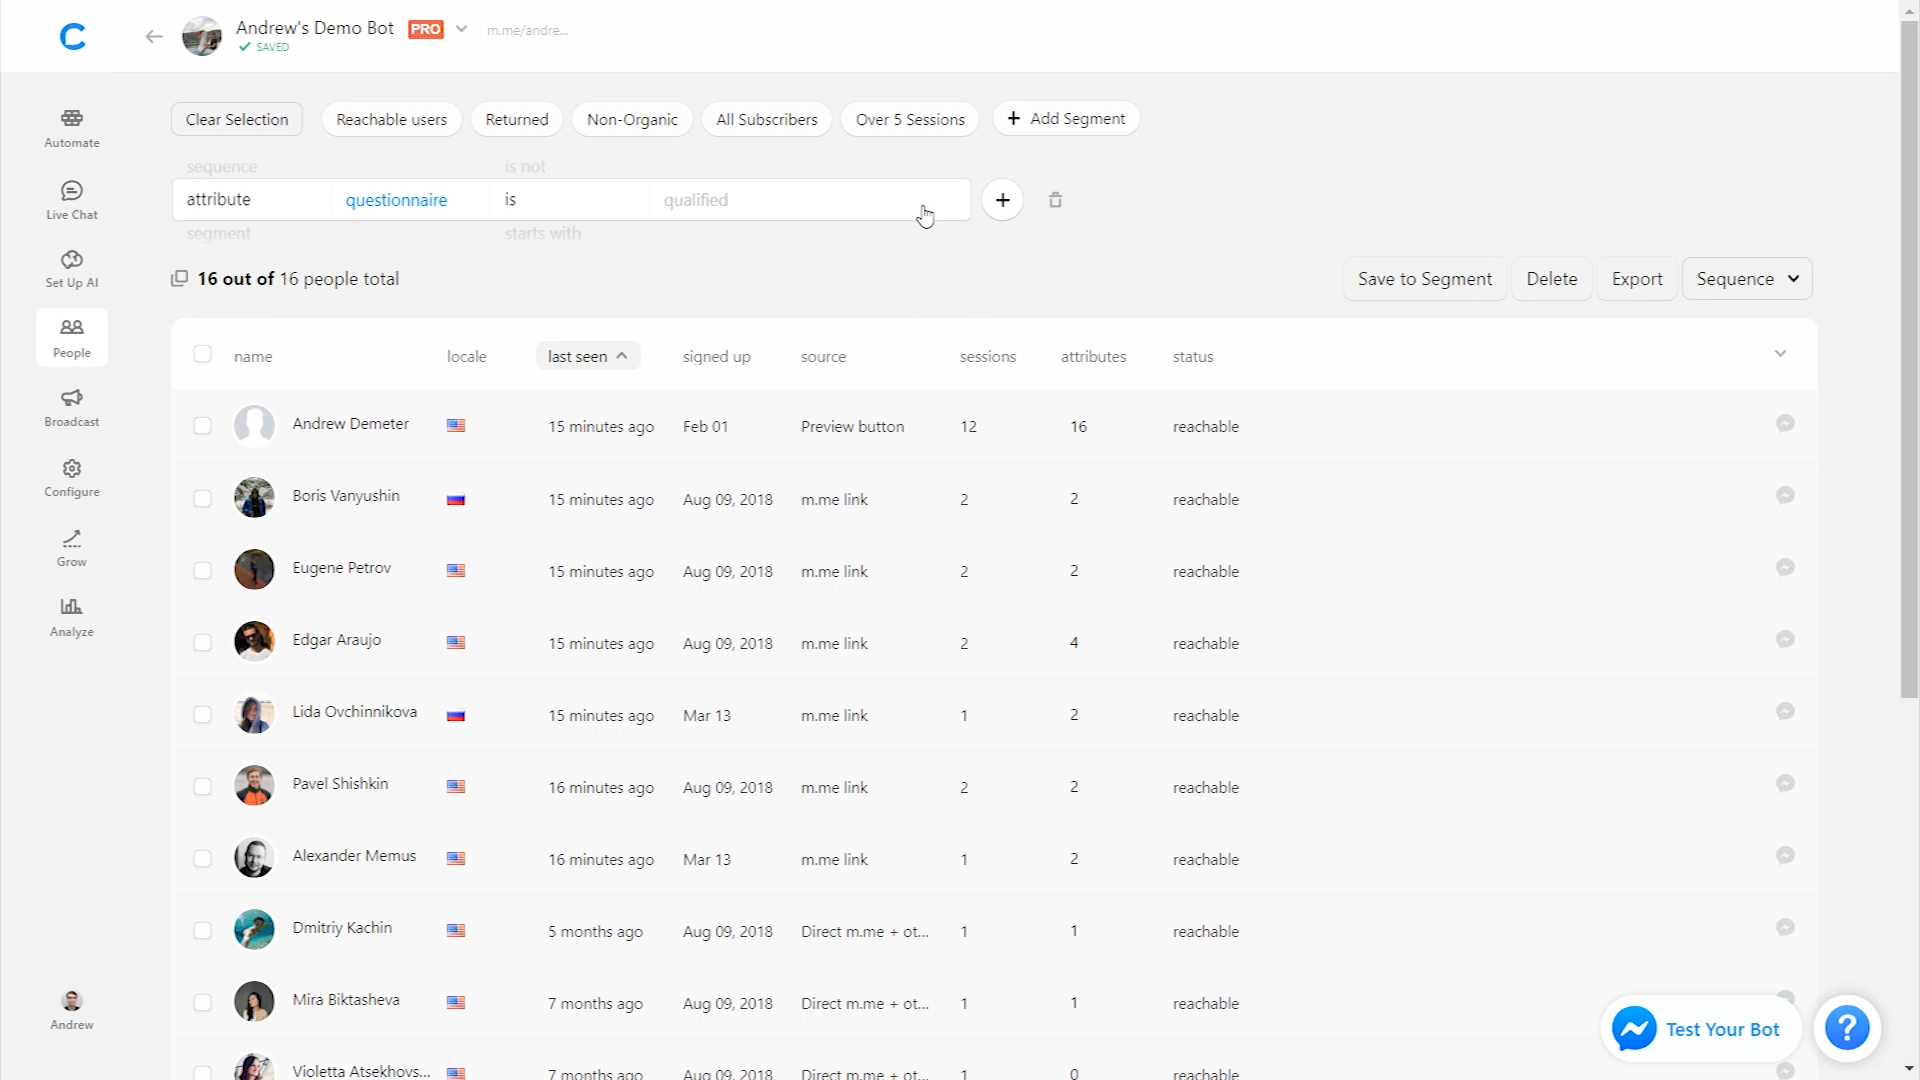 Andrew's Demo Bot PRO m.me/andre...
SAVED
Automate
Live Chat
Set Up AI
People
Broadcast
Configure
Grow
Analyze
Andrew
Clear Selection Reachable users Returned Non-Organic All Subscribers Over 5 Sessions + Add Segment
sequence is not
attribute questionnaire is qualified
segment starts with
16 out of 16 people total Save to Segment Delete Export Sequence
name locale last seen signed up source sessions attributes status
Andrew Demeter 15 minutes ago Feb 01 Preview button 12 16 reachable
Boris Vanyushin 15 minutes ago Aug 09, 2018 m.me link 2 2 reachable
Eugene Petrov 15 minutes ago Aug 09, 2018 m.me link 2 2 reachable
Edgar Araujo 15 minutes ago Aug 09, 2018 m.me link 2 4 reachable
Lida Ovchinnikova 15 minutes ago Mar 13 m.me link 1 2 reachable
Pavel Shishkin 16 minutes ago Aug 09, 2018 m.me link 2 2 reachable
Alexander Memus 16 minutes ago Mar 13 m.me link 1 2 reachable
Dmitriy Kachin 5 months ago Aug 09, 2018 Direct m.me + ot... 1 1 reachable
Mira Biktasheva 7 months ago Aug 09, 2018 Direct m.me + ot... 1 1 reachable
Violetta Atsekhovs... 7 months ago Aug 09, 2018 Direct m.me + ot... 1 0 reachable
Test Your Bot ?